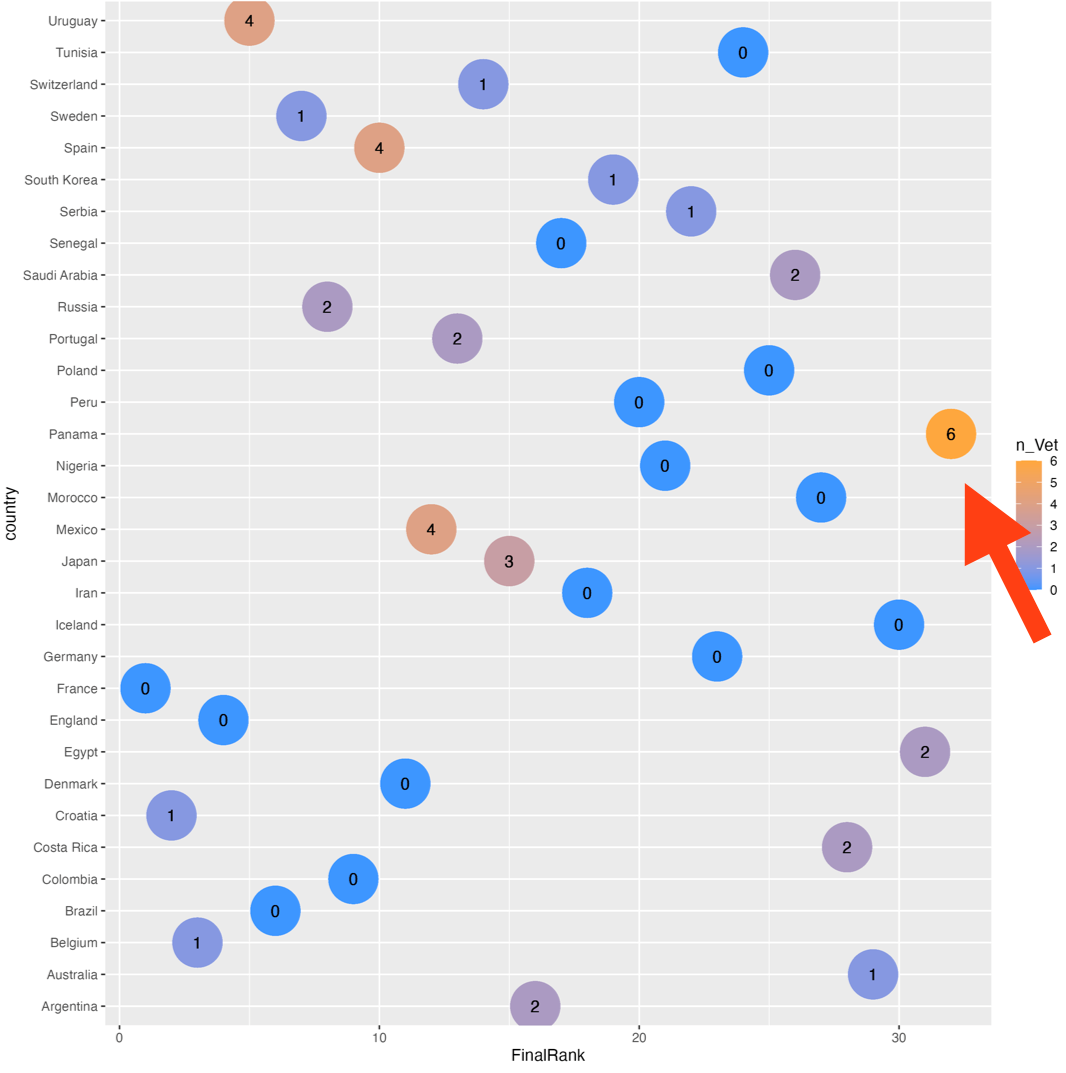 Uruguay 4
Tunisia 0
Switzerland 1
Sweden 1
Spain 4
South Korea 1
Serbia 1
Senegal 0
Saudi Arabia 2
Russia 2
Portugal 2
Poland 0
Peru 0
Panama 6
Nigeria 0
Morocco 0
Mexico 4
Japan 3
Iran 0
Iceland 0
Germany 0
France 0
England 0
Egypt 2
Denmark 0
Croatia 1
Costa Rica 2
Colombia 0
Brazil 0
Belgium 1
Australia 1
Argentina 2
country
0 10 20 30
FinalRank
n_Vet
6
5
4
3
2
1
0